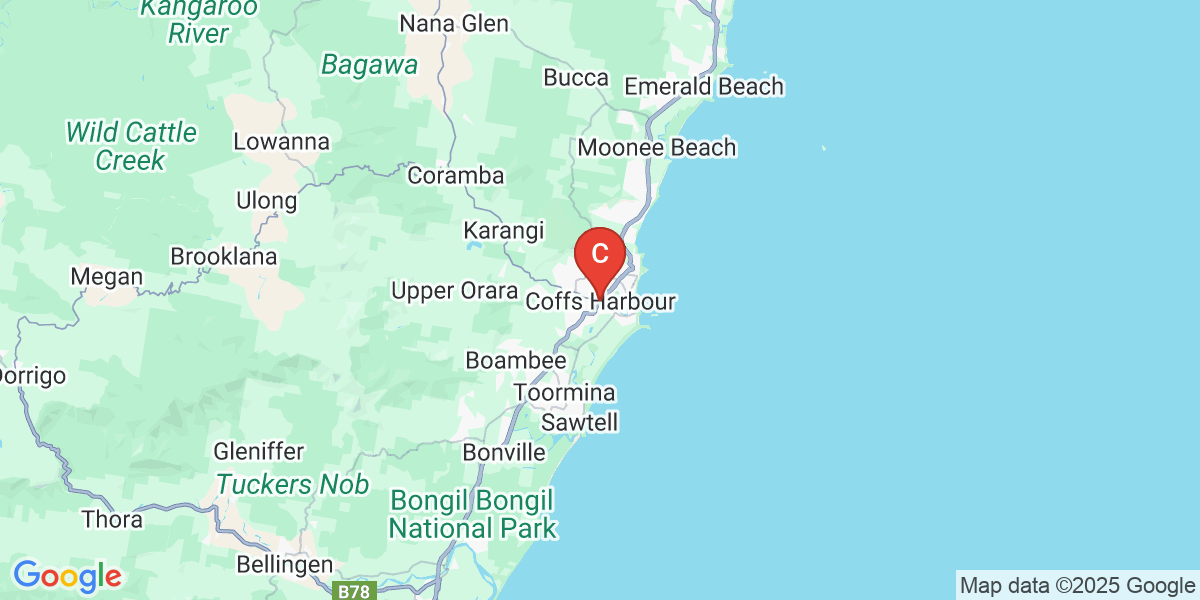 Kangaroo
River
Nana Glen
Bagawa
Bucca
Emerald Beach
Wild Cattle
Creek
Lowanna
Moonee Beach
Coramba
Ulong
Karangi
C
Brooklana
Megan
Upper Orara
Coffs Harbour
Boambee
Dorrigo
Toormina
Sawtell
Gleniffer
Bonville
Tuckers Nob
Bongil Bongil
National Park
Thora
Bellingen
Google
B78
Map data ©2025 Google